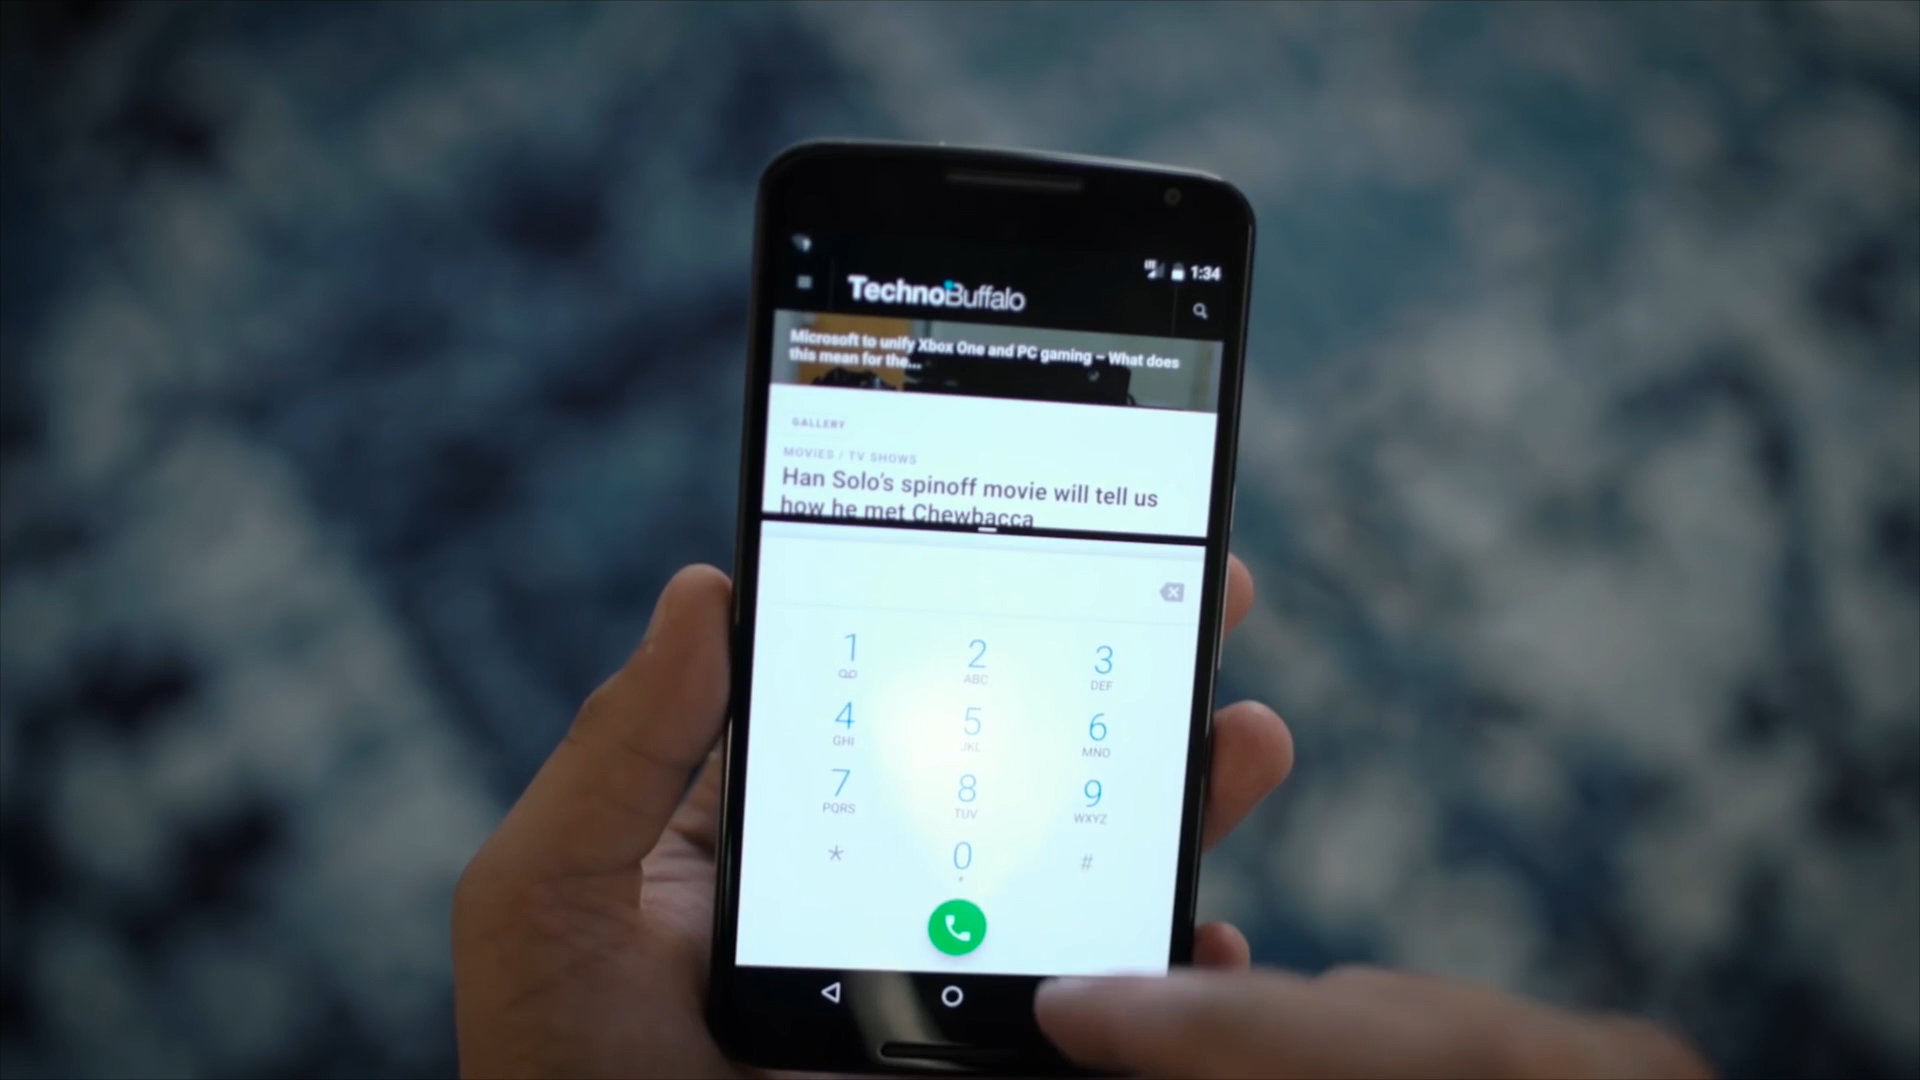 1:34
TechnoBuffalo
Microsoft to unify Xbox One and PC gaming – What does
this mean for the...
GALLERY
MOVIES / TV SHOWS
Han Solo's spinoff movie will tell us
how he met Chewbacca
1 2 3
ABC DEF
4 5 6
GHI JKL MNO
7 8 9
PQRS TUV WXYZ
* 0 #
+